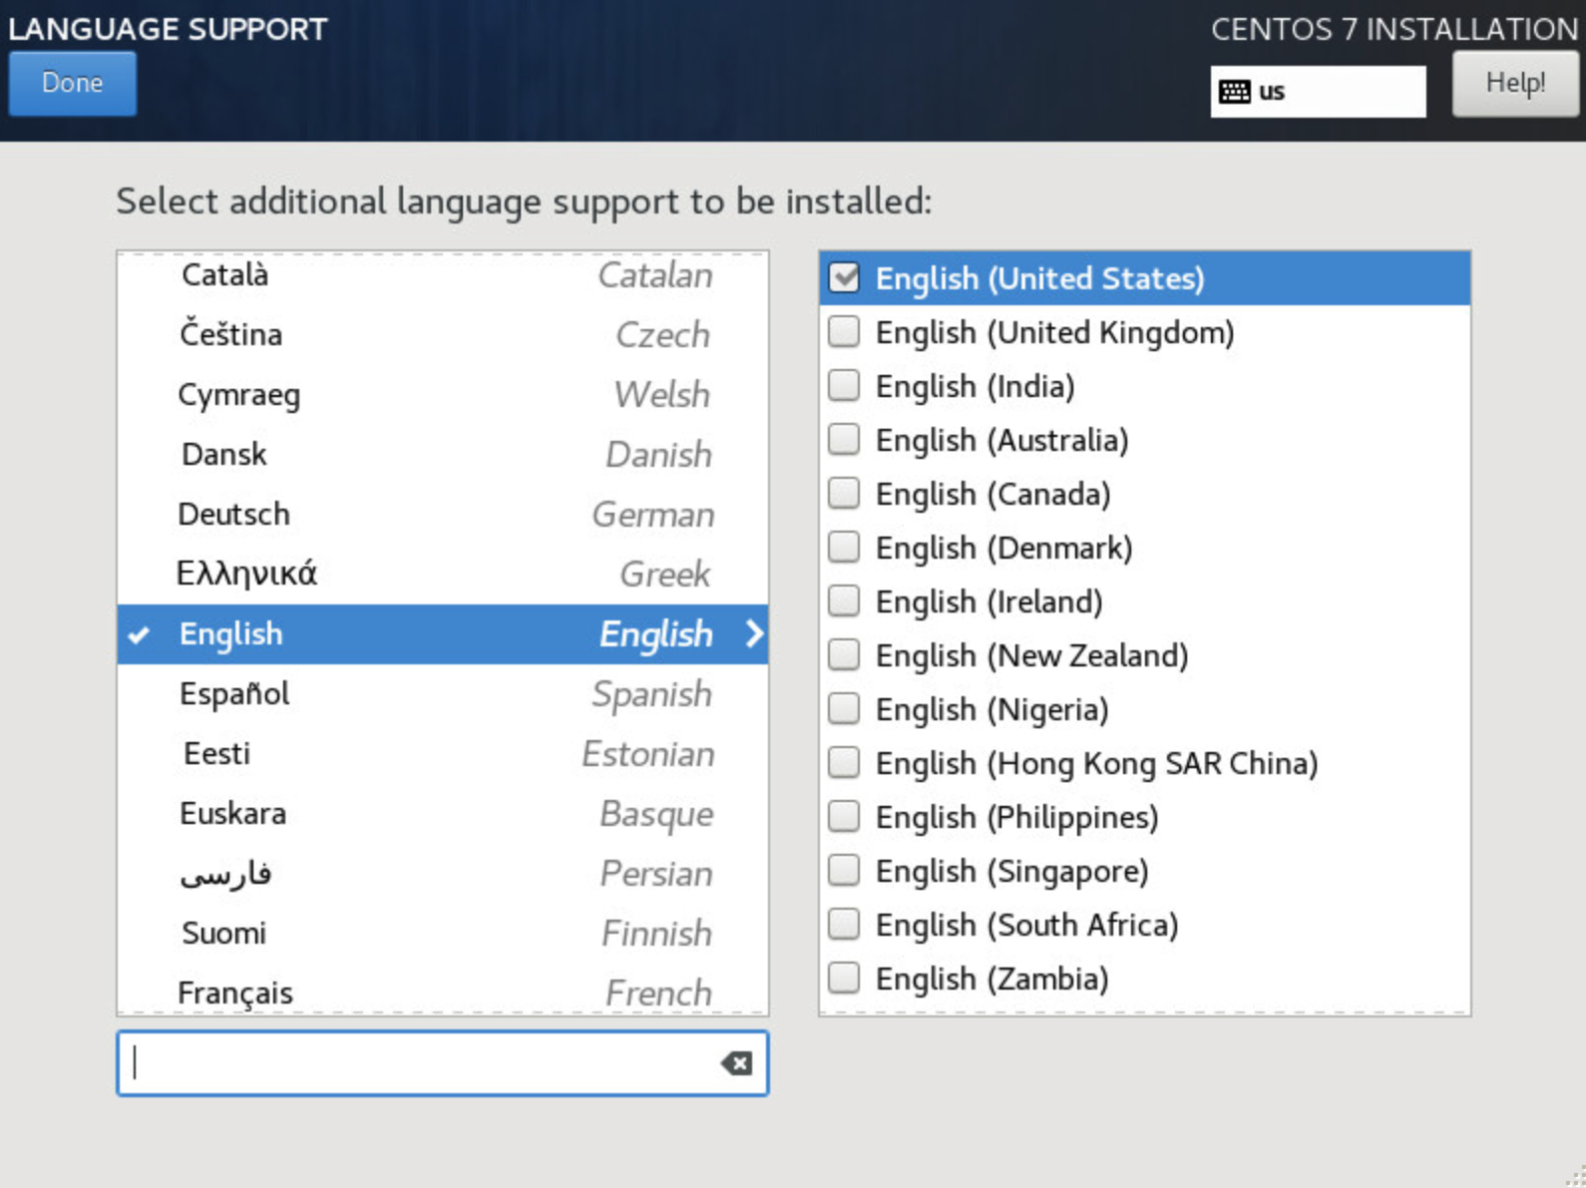 LANGUAGE SUPPORT
CENTOS 7 INSTALLATION
Done
us
Help!
Select additional language support to be installed:
Català Catalan
Čeština Czech
Cymraeg Welsh
Dansk Danish
Deutsch German
Ελληνικά Greek
English English
Español Spanish
Eesti Estonian
Euskara Basque
فارسی Persian
Suomi Finnish
Français French
English (United States)
English (United Kingdom)
English (India)
English (Australia)
English (Canada)
English (Denmark)
English (Ireland)
English (New Zealand)
English (Nigeria)
English (Hong Kong SAR China)
English (Philippines)
English (Singapore)
English (South Africa)
English (Zambia)